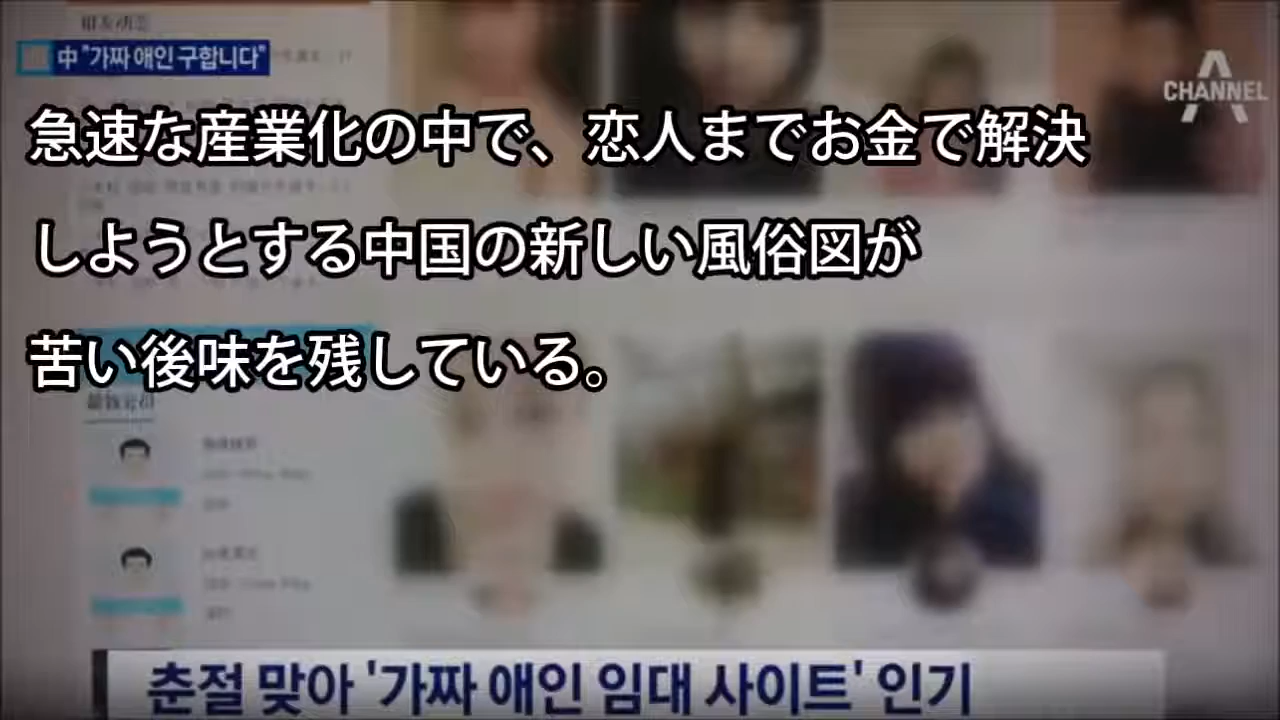 中 "가짜 애인 구합니다"
CHANNEL A
急速な産業化の中で、恋人までお金で解決
しようとする中国の新しい風俗図が
苦い後味を残している。
춘절 맞아 '가짜 애인 임대 사이트' 인기